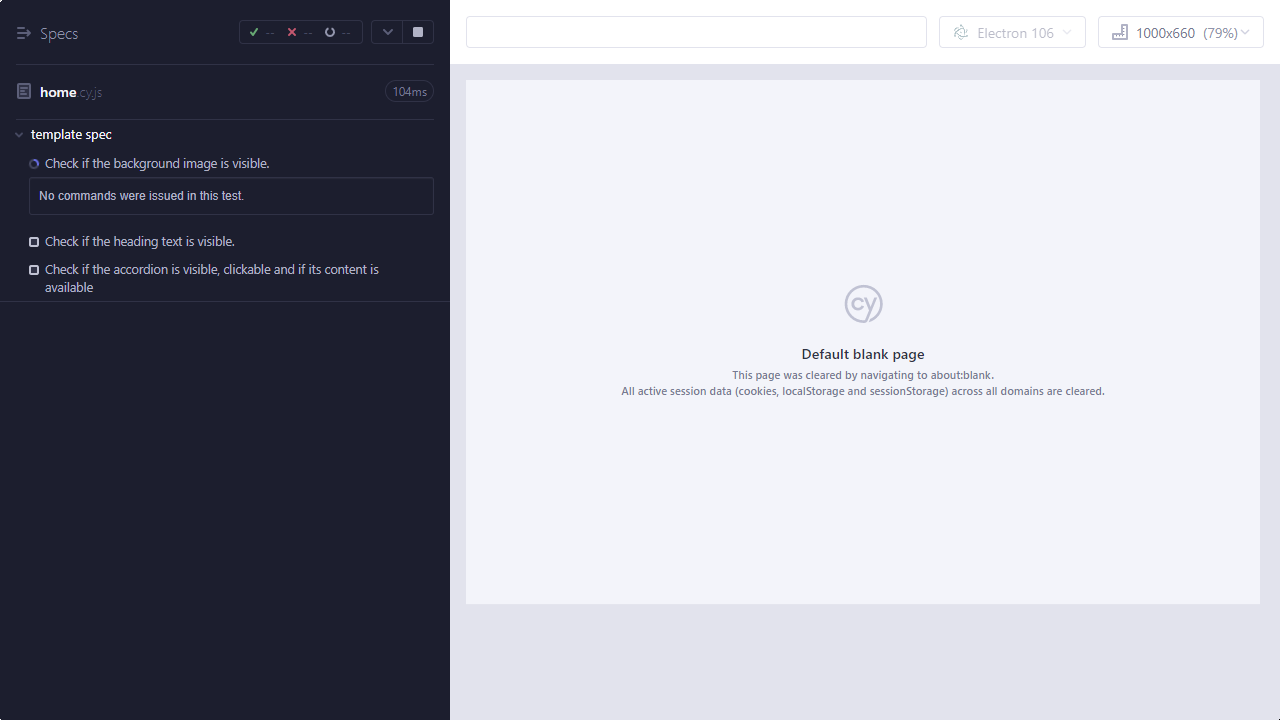 Specs
-- -- --
Electron 106
1000x660 (79%)
home.cy.js
104ms
template spec
Check if the background image is visible.
No commands were issued in this test.
Check if the heading text is visible.
Check if the accordion is visible, clickable and if its content is
available
cy
Default blank page
This page was cleared by navigating to about:blank.
All active session data (cookies, localStorage and sessionStorage) across all domains are cleared.